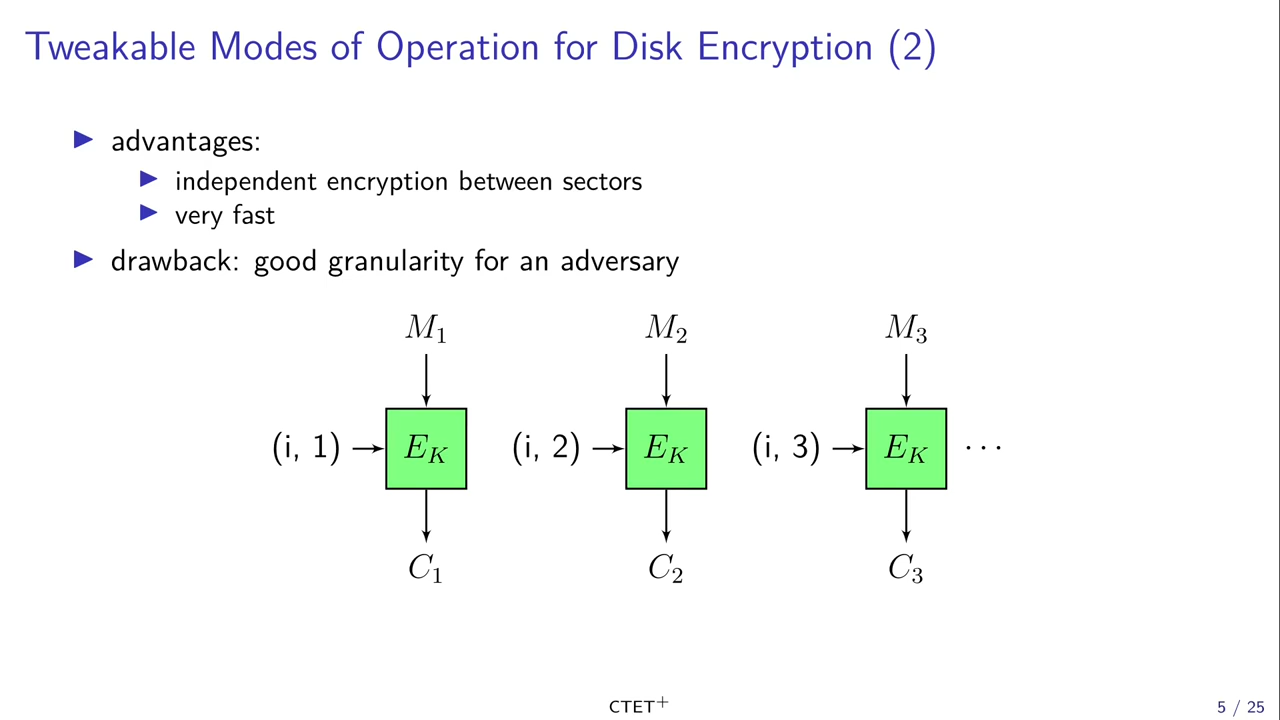 Tweakable Modes of Operation for Disk Encryption (2)
advantages:
independent encryption between sectors
very fast
drawback: good granularity for an adversary
M₁ M₂ M₃
(i, 1) E_K (i, 2) E_K (i, 3) E_K ···
C₁ C₂ C₃
CTET⁺ 5 / 25